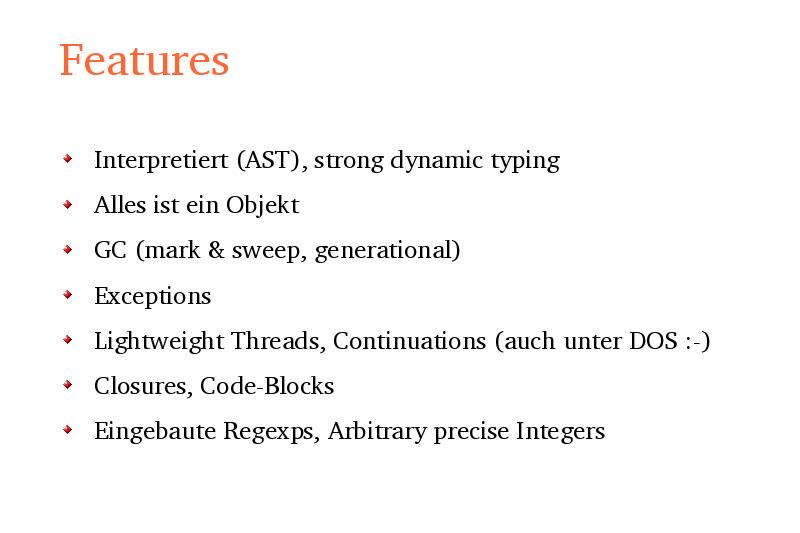 Features
Interpretiert (AST), strong dynamic typing
Alles ist ein Objekt
GC (mark & sweep, generational)
Exceptions
Lightweight Threads, Continuations (auch unter DOS :-)
Closures, Code-Blocks
Eingebaute Regexps, Arbitrary precise Integers